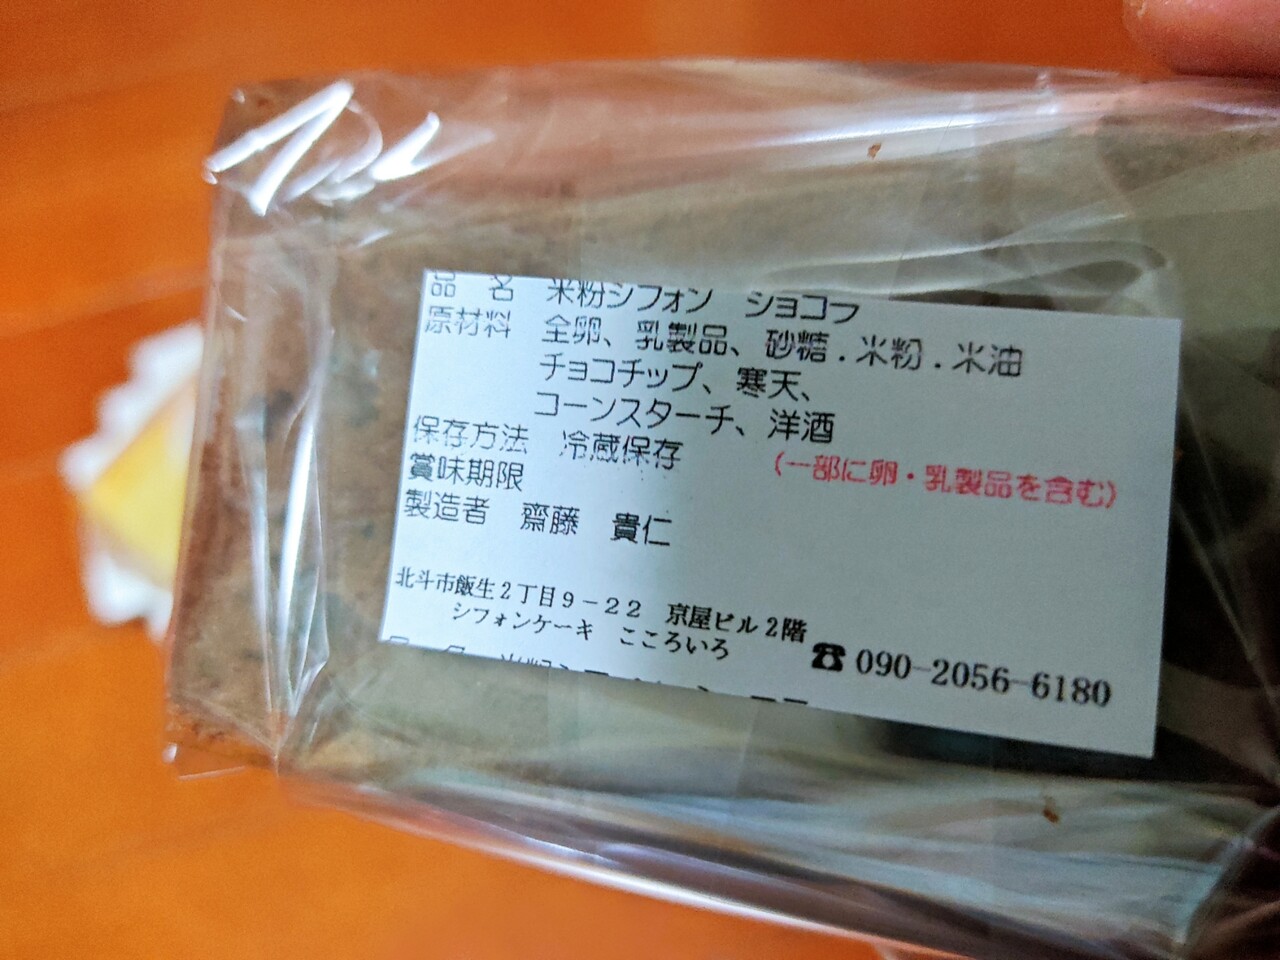 品　名　米粉シフォン　ショコラ
原材料　全卵、乳製品、砂糖．米粉．米油
チョコチップ、寒天、
コーンスターチ、洋酒
保存方法　冷蔵保存　（一部に卵・乳製品を含む）
賞味期限
製造者　齋藤　貴仁
北斗市飯生２丁目９－２２　京屋ビル２階
シフォンケーキ　こころいろ　☎090-2056-6180